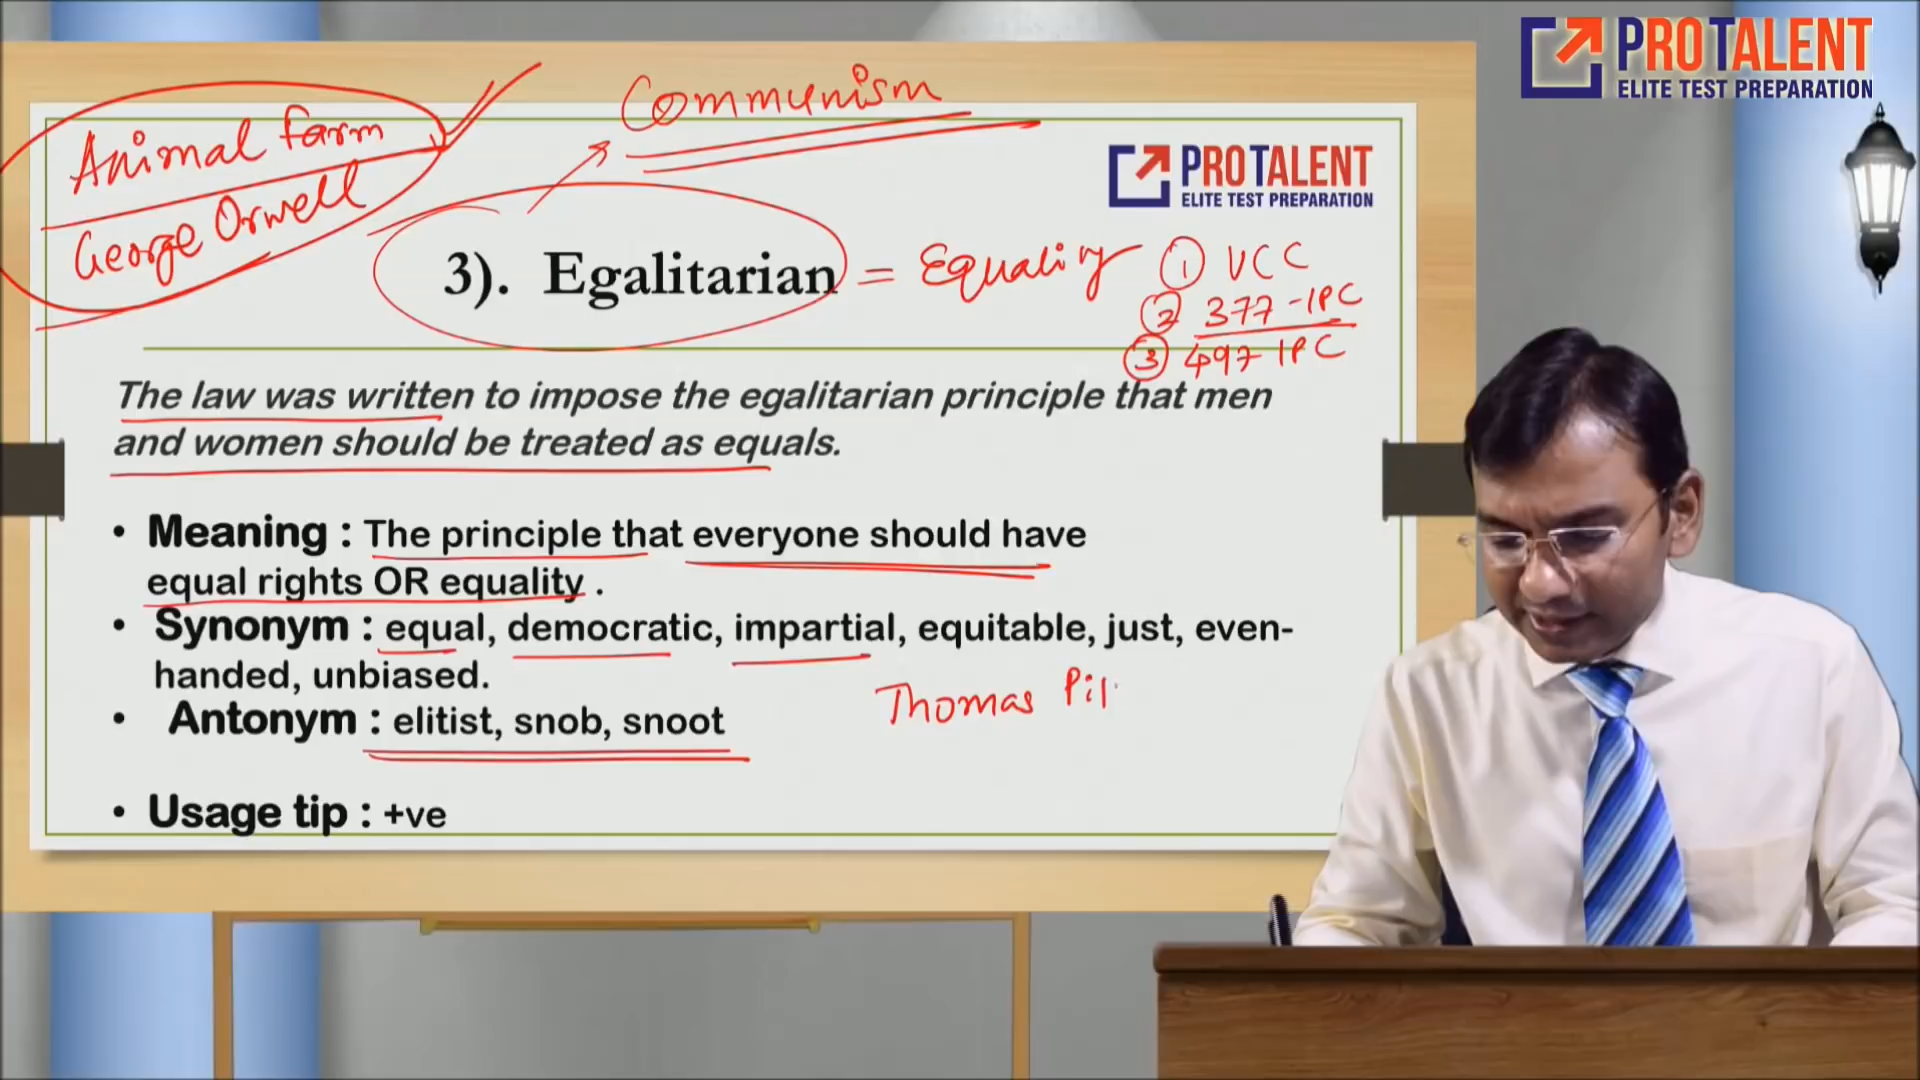 PROTALENT
ELITE TEST PREPARATION
Animal farm
George Orwell
Communism
PROTALENT
ELITE TEST PREPARATION
3). Egalitarian = Equality
1 UCC
2 377-IPC
3 497 IPC
The law was written to impose the egalitarian principle that men
and women should be treated as equals.
• Meaning : The principle that everyone should have
equal rights OR equality .
• Synonym : equal, democratic, impartial, equitable, just, even-
handed, unbiased.
Thomas
• Antonym : elitist, snob, snoot
• Usage tip : +ve